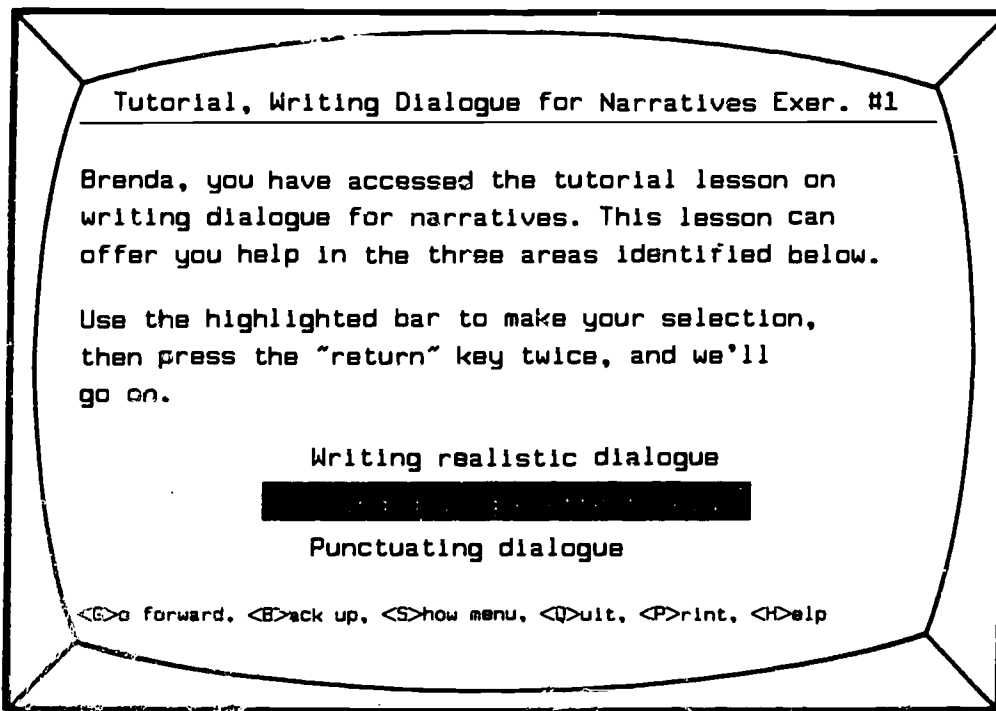 Tutorial, Writing Dialogue for Narratives Exer. #1
Brenda, you have accessed the tutorial lesson on
writing dialogue for narratives. This lesson can
offer you help in the three areas identified below.
Use the highlighted bar to make your selection,
then press the "return" key twice, and we'll
go on.
Writing realistic dialogue
Punctuating dialogue
<G>o forward, <B>ack up, <S>how menu, <Q>uit, <P>rint, <H>elp